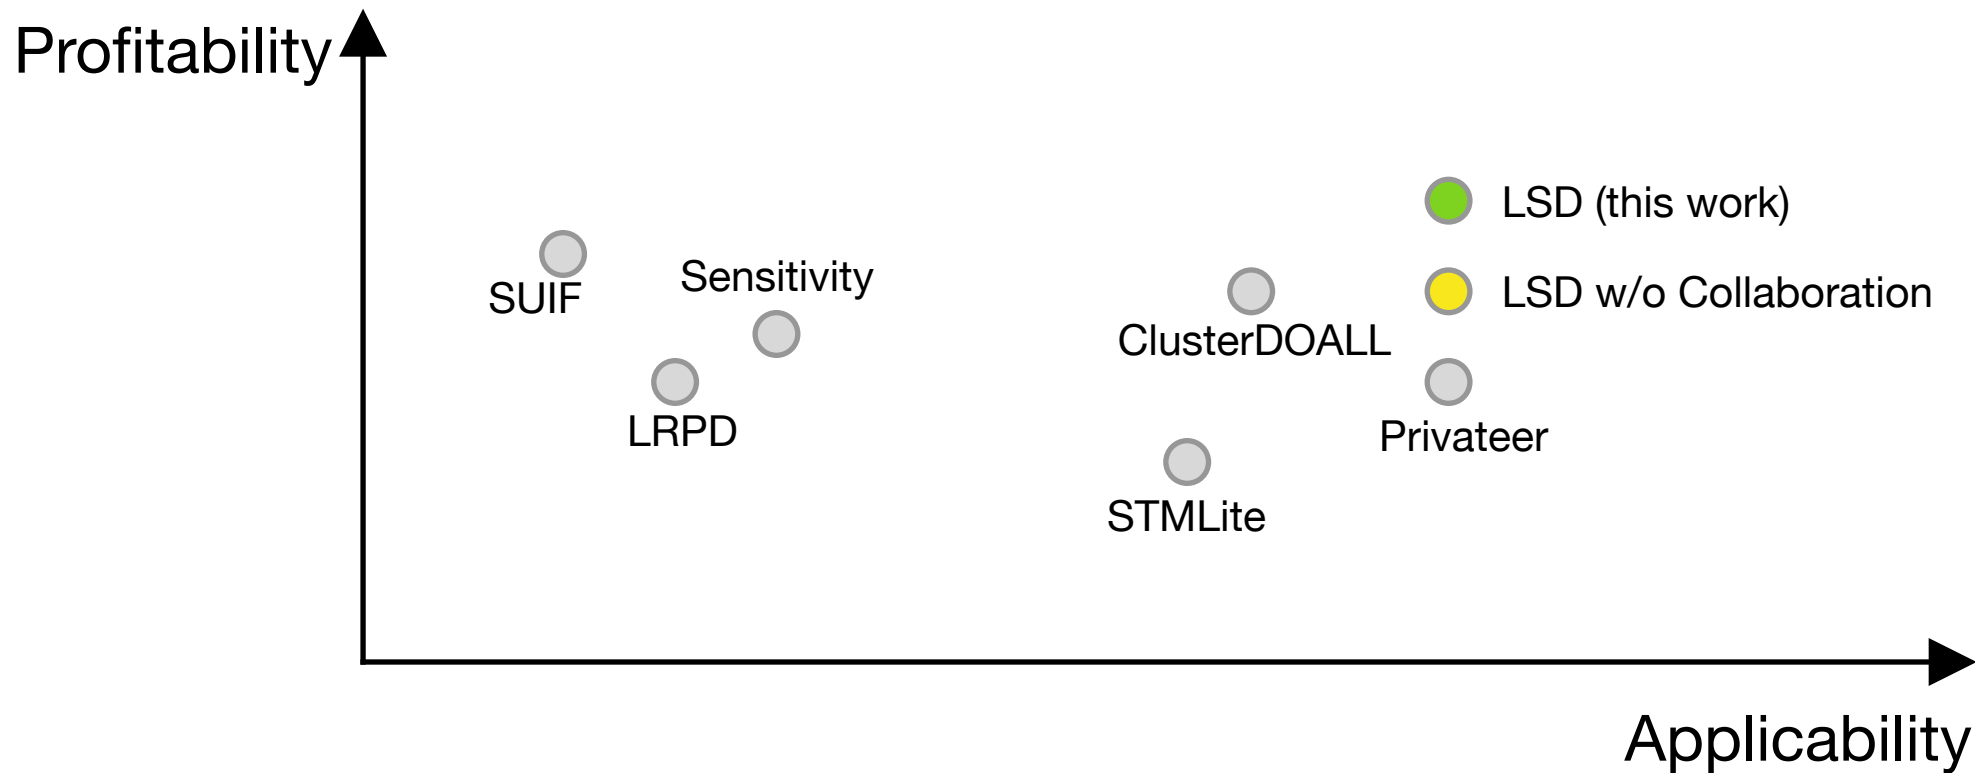 Profitability
LSD (this work)
SUIF
Sensitivity
LSD w/o Collaboration
ClusterDOALL
LRPD
Privateer
STMLite
Applicability